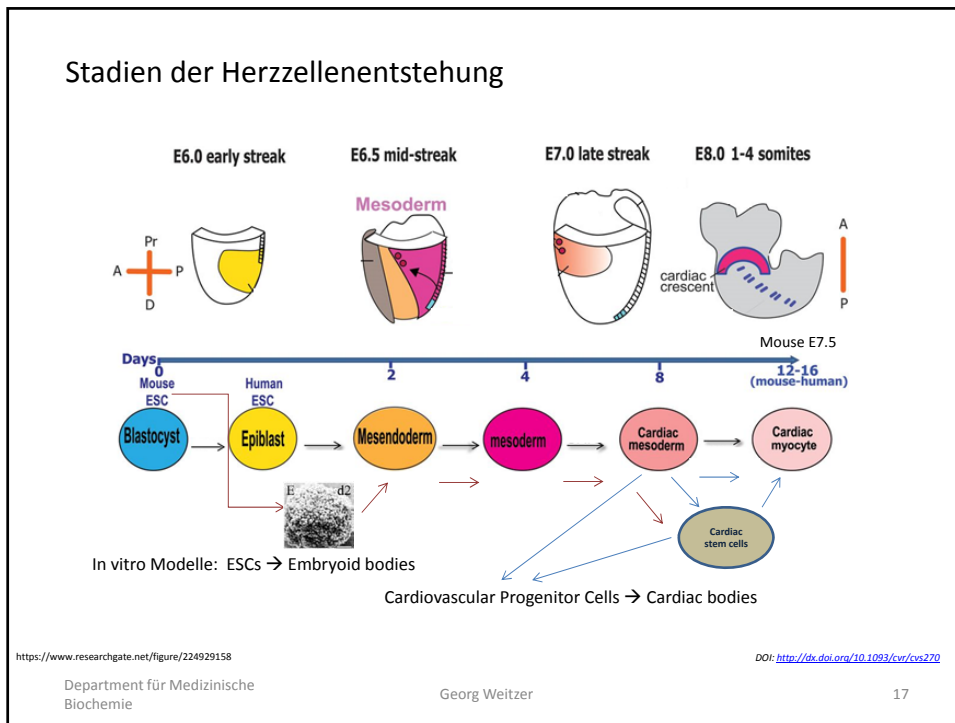 Stadien der Herzzellenentstehung
E6.0 early streak
E6.5 mid-streak
E7.0 late streak
E8.0 1-4 somites
Mesoderm
Pr
A
P
D
cardiac
crescent
A
P
Mouse E7.5
Days
0
2
4
8
12-16
(mouse-human)
Mouse
ESC
Human
ESC
Blastocyst
Epiblast
Mesendoderm
mesoderm
Cardiac
mesoderm
Cardiac
myocyte
E d2
Cardiac
stem cells
In vitro Modelle: ESCs → Embryoid bodies
Cardiovascular Progenitor Cells → Cardiac bodies
https://www.researchgate.net/figure/224929158
DOI: http://dx.doi.org/10.1093/cvr/cvs270
Department für Medizinische
Biochemie
Georg Weitzer
17